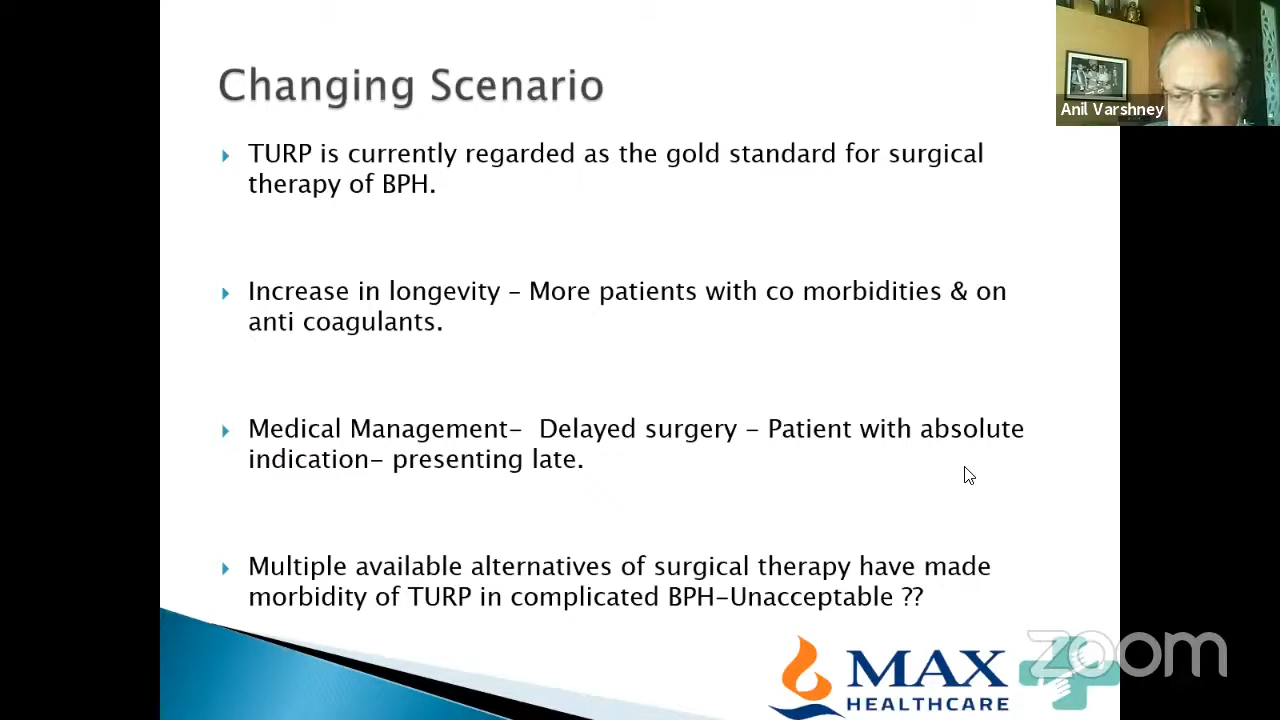 Changing Scenario
Anil Varshney
TURP is currently regarded as the gold standard for surgical
therapy of BPH.
Increase in longevity – More patients with co morbidities & on
anti coagulants.
Medical Management- Delayed surgery – Patient with absolute
indication- presenting late.
Multiple available alternatives of surgical therapy have made
morbidity of TURP in complicated BPH-Unacceptable ??
MAX
HEALTHCARE
zoom